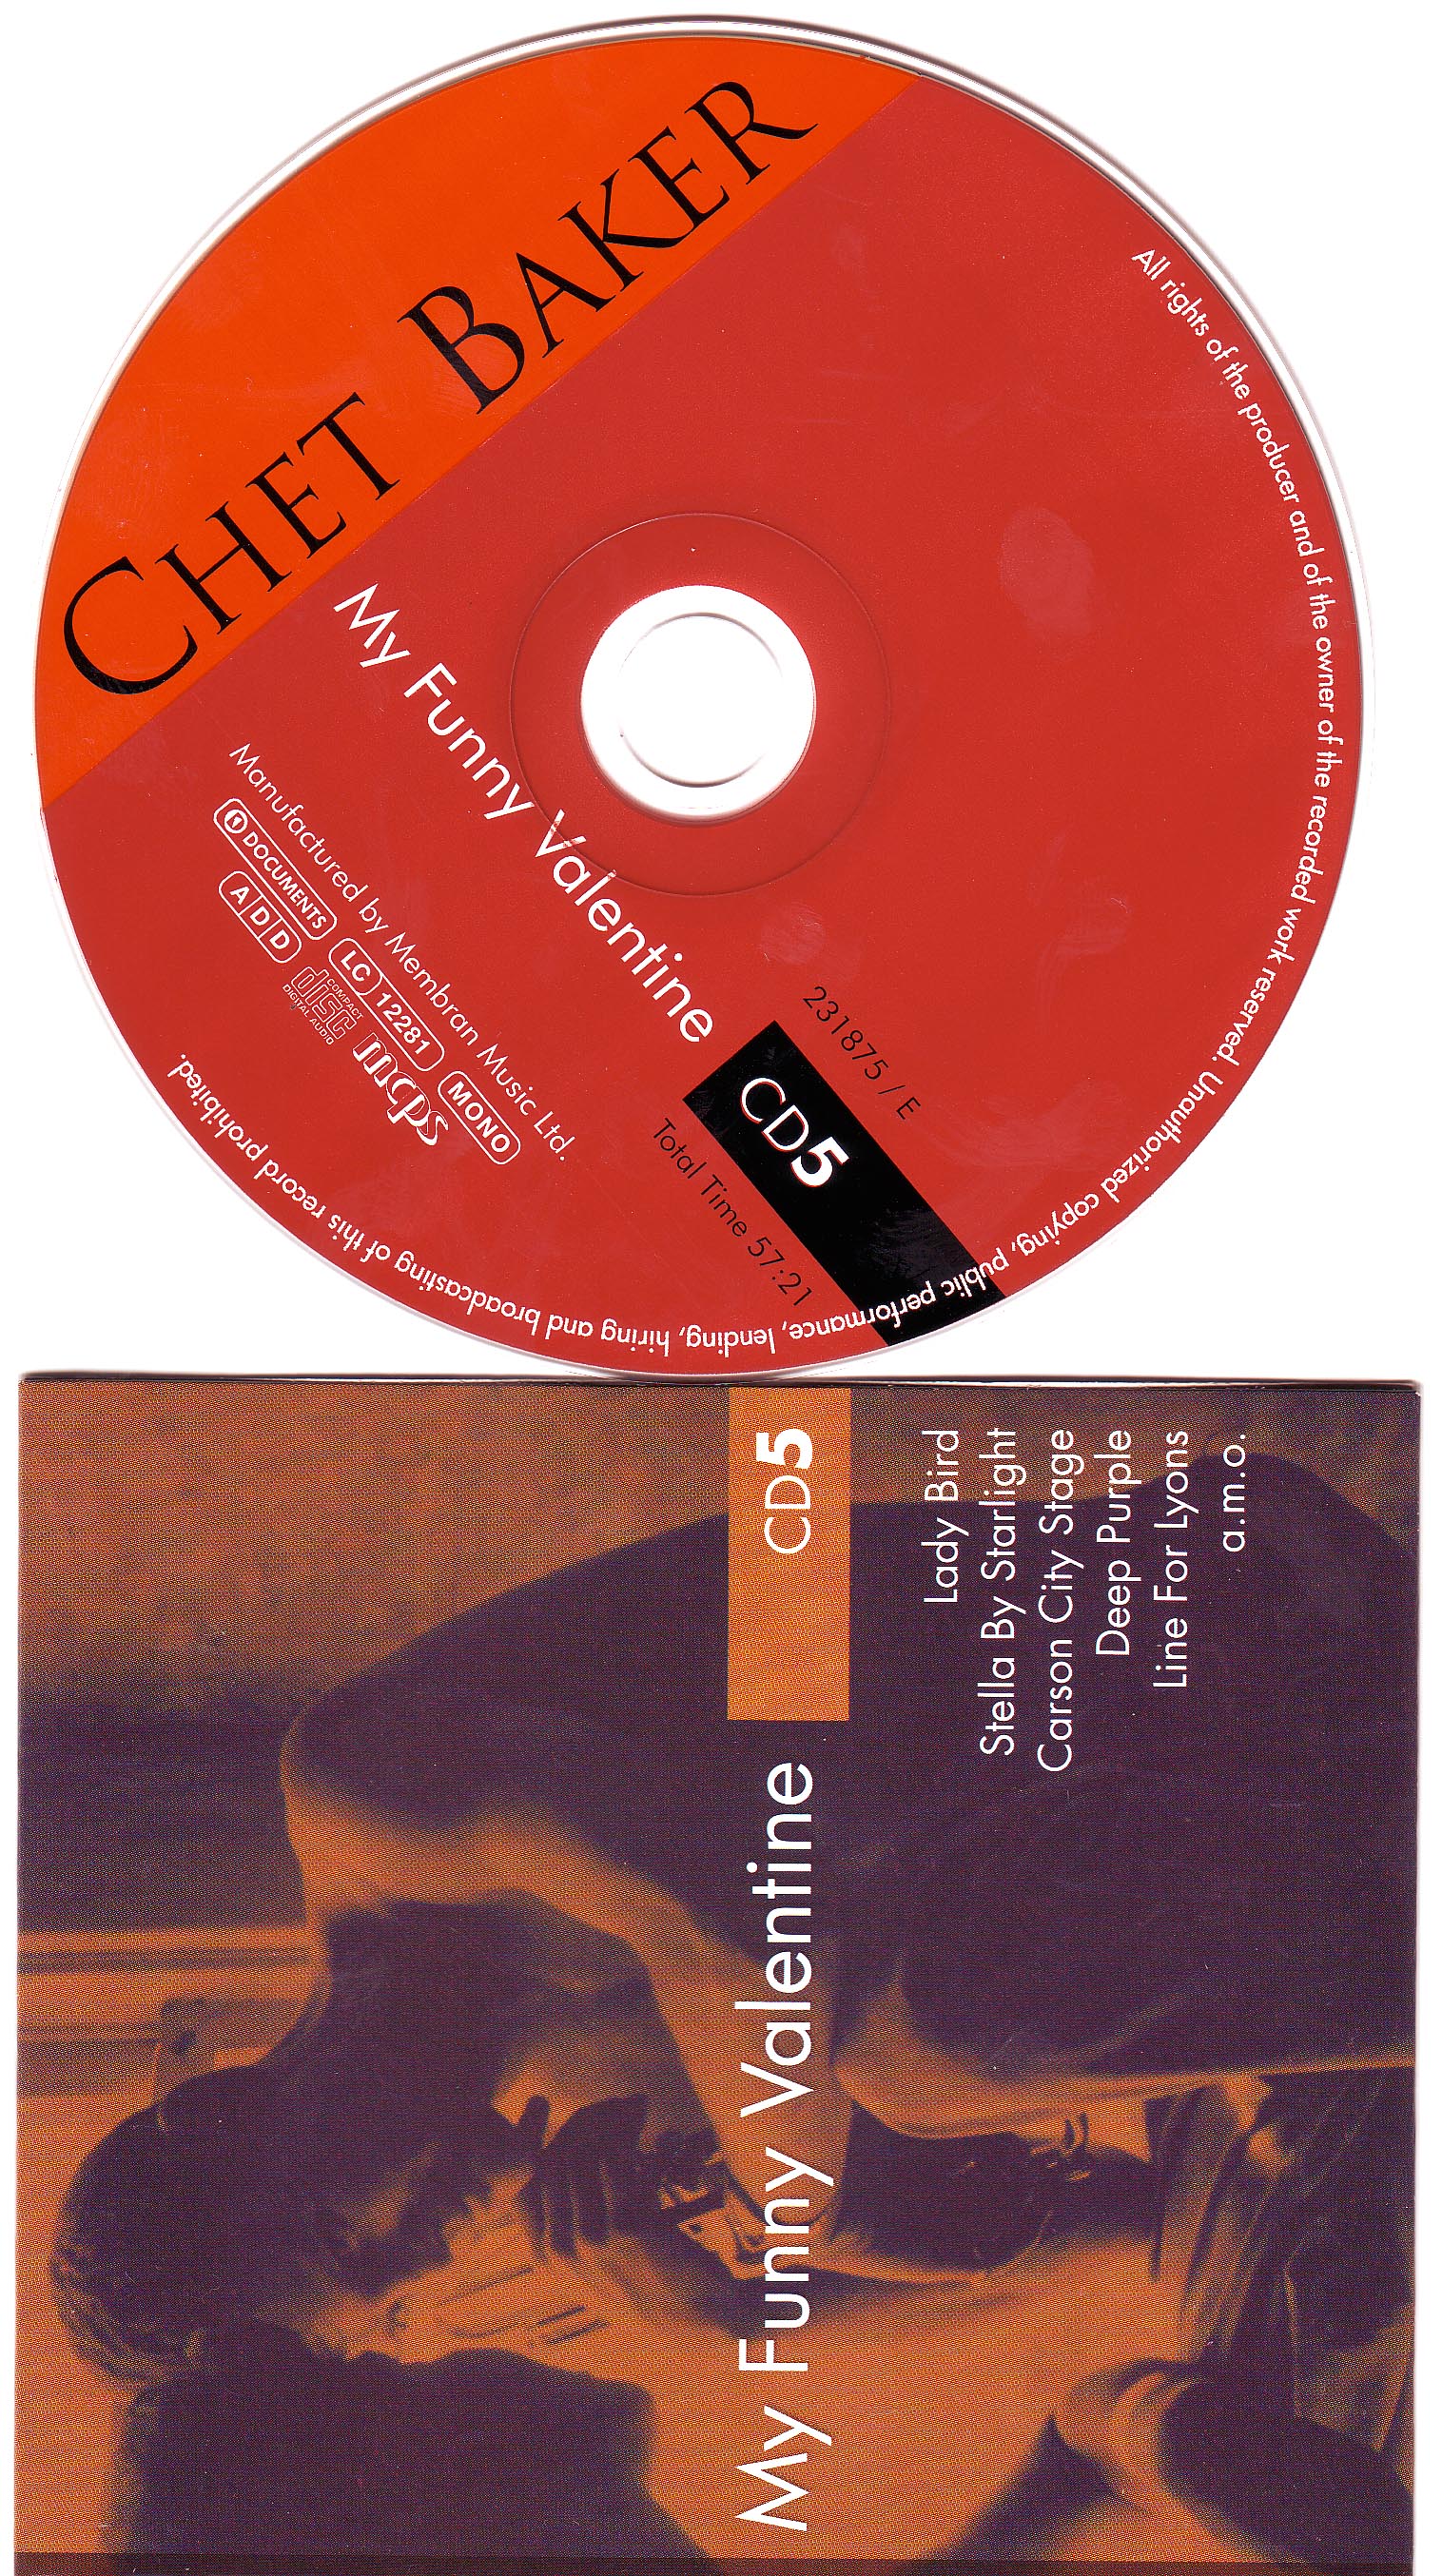 CHET BAKER
My Funny Valentine
CD5
231875 / E
Total Time 57:21
Manufactured by Membran Music Ltd.
DOCUMENTS
LC 12281
MONO
ADD
COMPACT
disc
DIGITAL AUDIO
mcps
All rights of the producer and of the owner of the recorded work reserved. Unauthorized copying, public performance, lending, hiring and broadcasting of this record prohibited.
My Funny Valentine
CD5
Lady Bird
Stella By Starlight
Carson City Stage
Deep Purple
Line For Lyons
a.m.o.